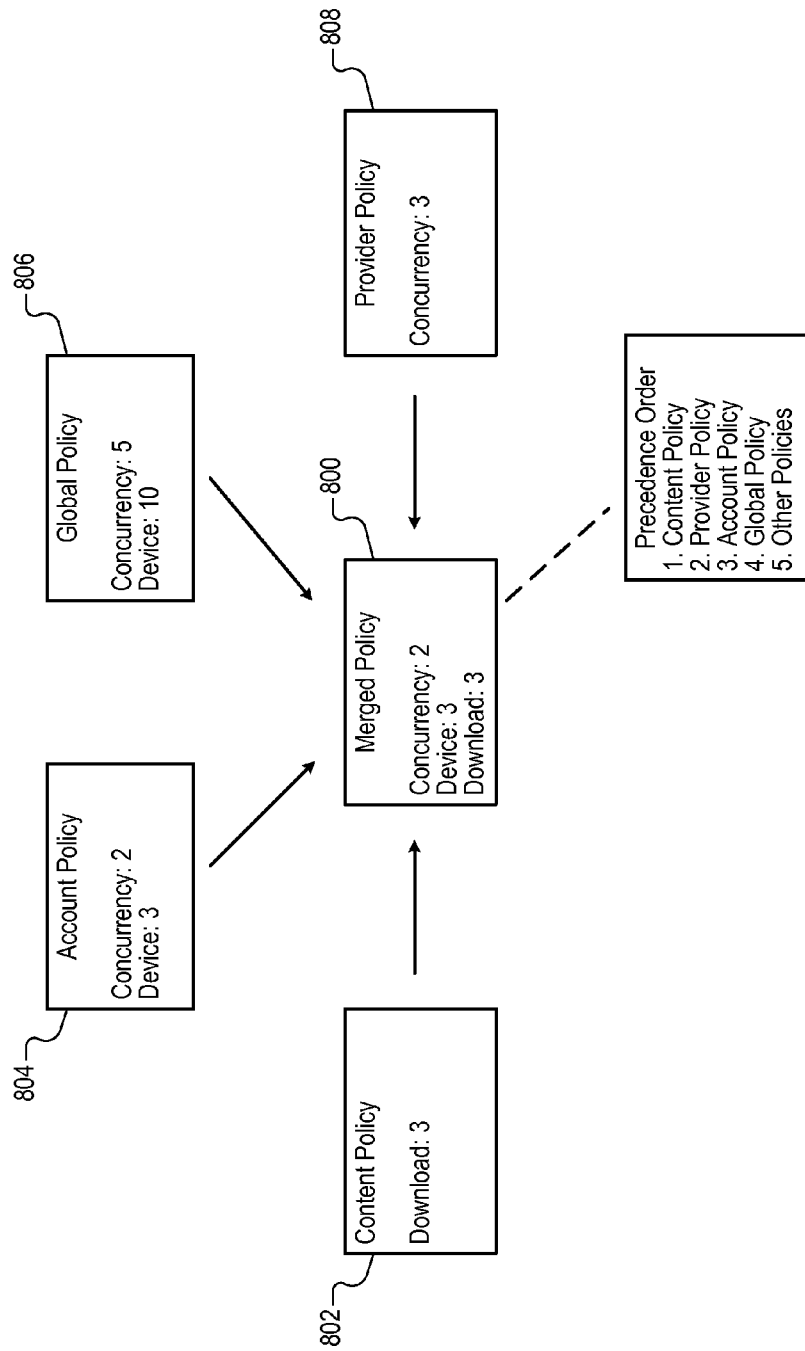 804
Account Policy
Concurrency: 2
Device: 3
806
Global Policy
Concurrency: 5
Device: 10
802
Content Policy
Download: 3
800
Merged Policy
Concurrency: 2
Device: 3
Download: 3
808
Provider Policy
Concurrency: 3
Precedence Order
1. Content Policy
2. Provider Policy
3. Account Policy
4. Global Policy
5. Other Policies